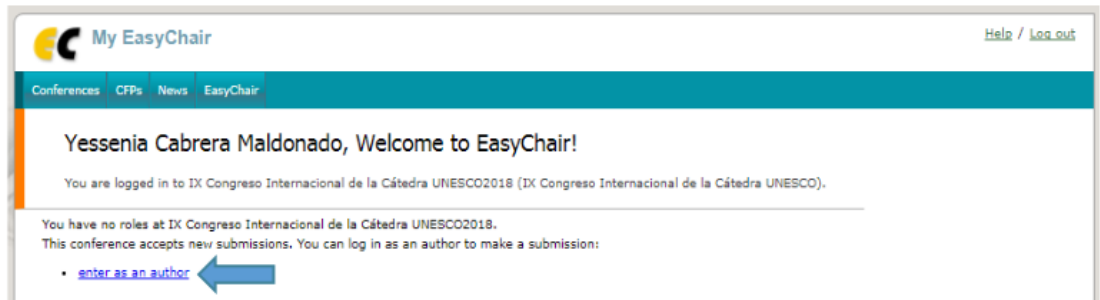 EC My EasyChair
Help / Log out
Conferences CFPs News EasyChair
Yessenia Cabrera Maldonado, Welcome to EasyChair!
You are logged in to IX Congreso Internacional de la Cátedra UNESCO2018 (IX Congreso Internacional de la Cátedra UNESCO).
You have no roles at IX Congreso Internacional de la Cátedra UNESCO2018.
This conference accepts new submissions. You can log in as an author to make a submission:
• enter as an author